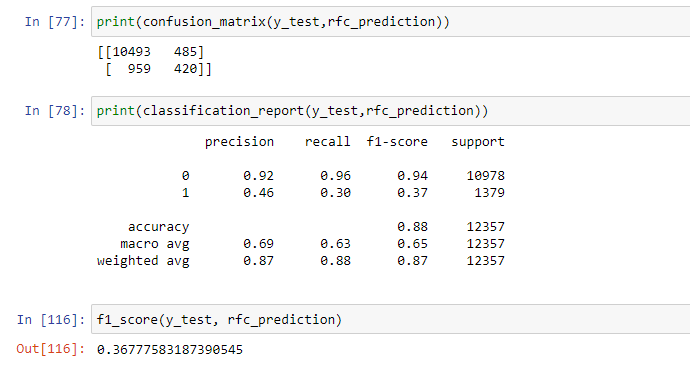 In [77]: print(confusion_matrix(y_test,rfc_prediction))
[[10493   485]
 [  959   420]]
In [78]: print(classification_report(y_test,rfc_prediction))
              precision    recall  f1-score   support
           0       0.92      0.96      0.94     10978
           1       0.46      0.30      0.37      1379
    accuracy                           0.88     12357
   macro avg       0.69      0.63      0.65     12357
weighted avg       0.87      0.88      0.87     12357
In [116]: f1_score(y_test, rfc_prediction)
Out[116]: 0.36777583187390545